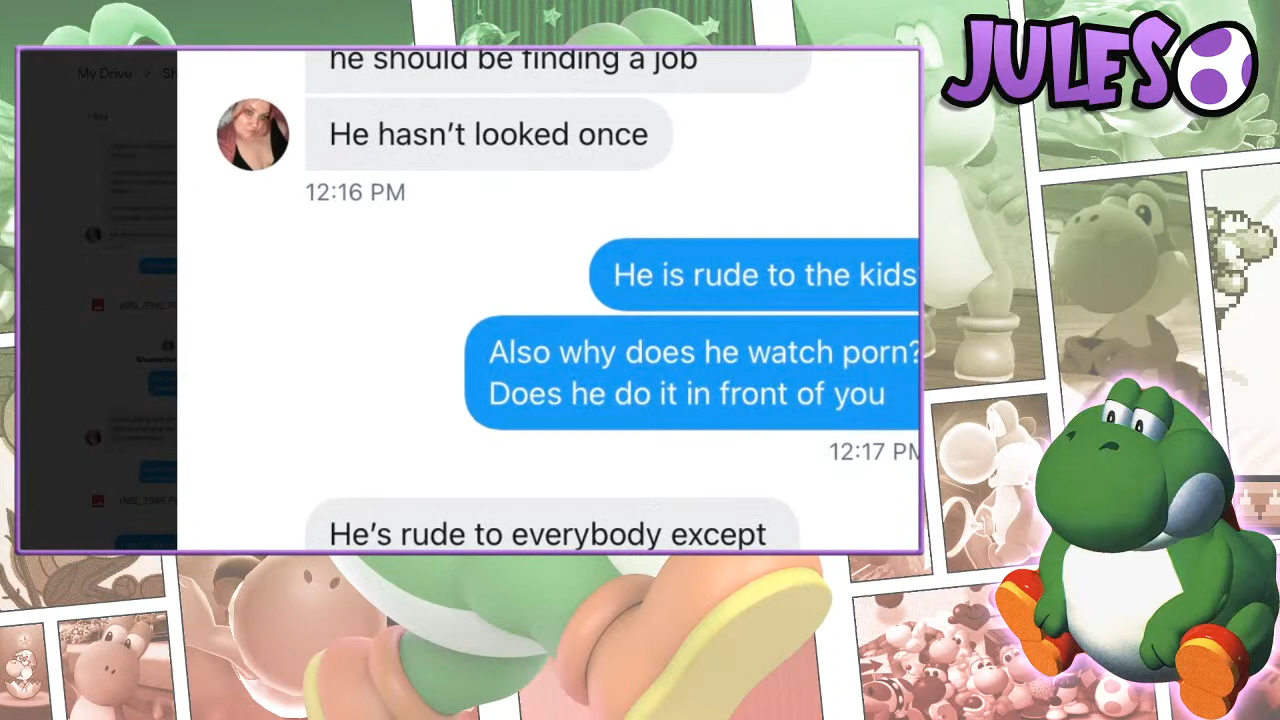 JULES
My Drive > Sh
he should be finding a job
He hasn't looked once
12:16 PM
He is rude to the kids
Also why does he watch porn?
Does he do it in front of you
12:17 PM
He's rude to everybody except